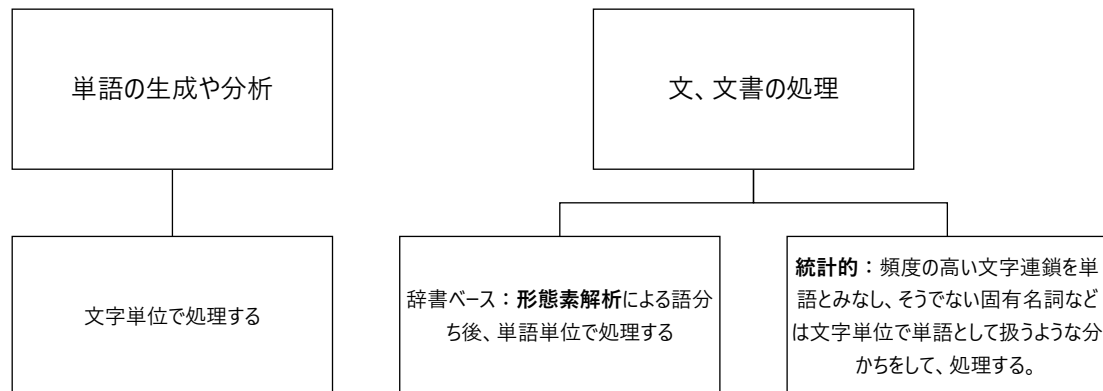 単語の生成や分析
文、文書の処理
文字単位で処理する
辞書ベース：形態素解析による語分
ち後、単語単位で処理する
統計的：頻度の高い文字連鎖を単
語とみなし、そうでない固有名詞など
は文字単位で単語として扱うような分
かちをして、処理する。